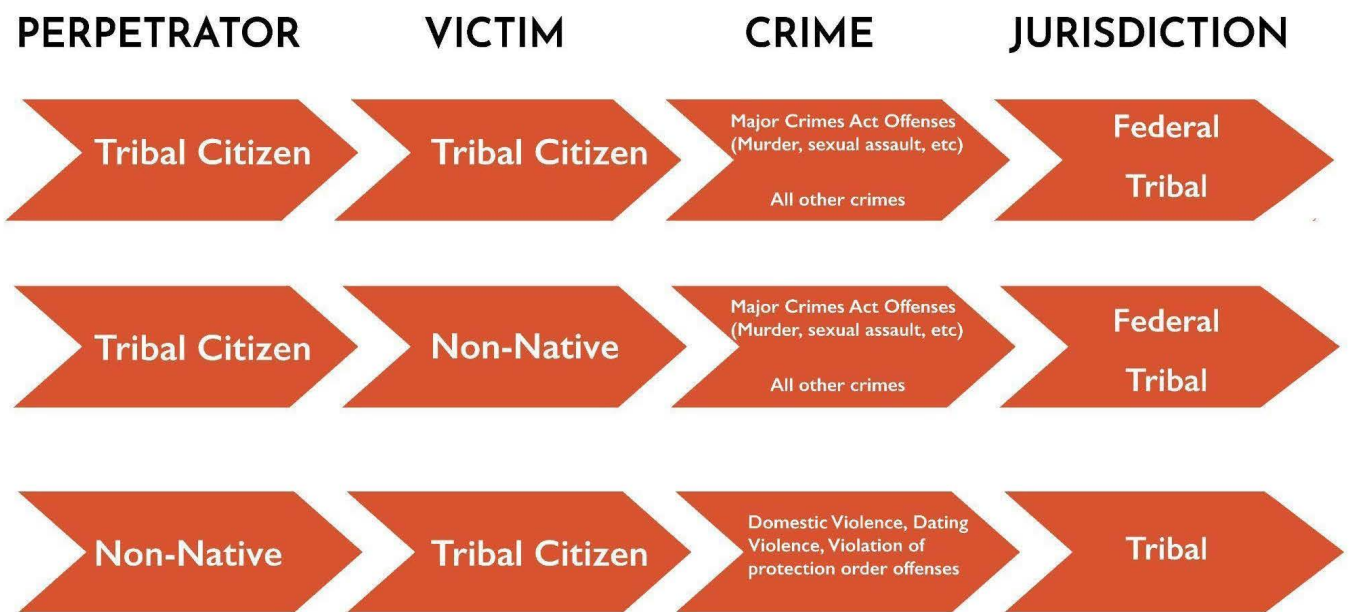 PERPETRATOR VICTIM CRIME JURISDICTION
Tribal Citizen
Tribal Citizen
Major Crimes Act Offenses
(Murder, sexual assault, etc)
All other crimes
Federal
Tribal
Tribal Citizen
Non-Native
Major Crimes Act Offenses
(Murder, sexual assault, etc)
All other crimes
Federal
Tribal
Non-Native
Tribal Citizen
Domestic Violence, Dating
Violence, Violation of
protection order offenses
Tribal